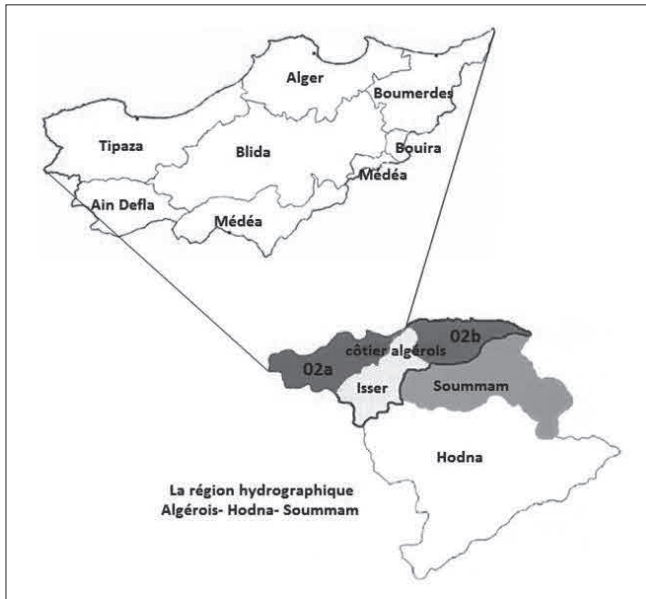 Alger
Boumerdes
Tipaza
Blida
Bouira
Médéa
Ain Defla
Médéa
02b
côtier algérois
02a
Isser
Soummam
Hodna
La région hydrographique
Algérois- Hodna- Soummam